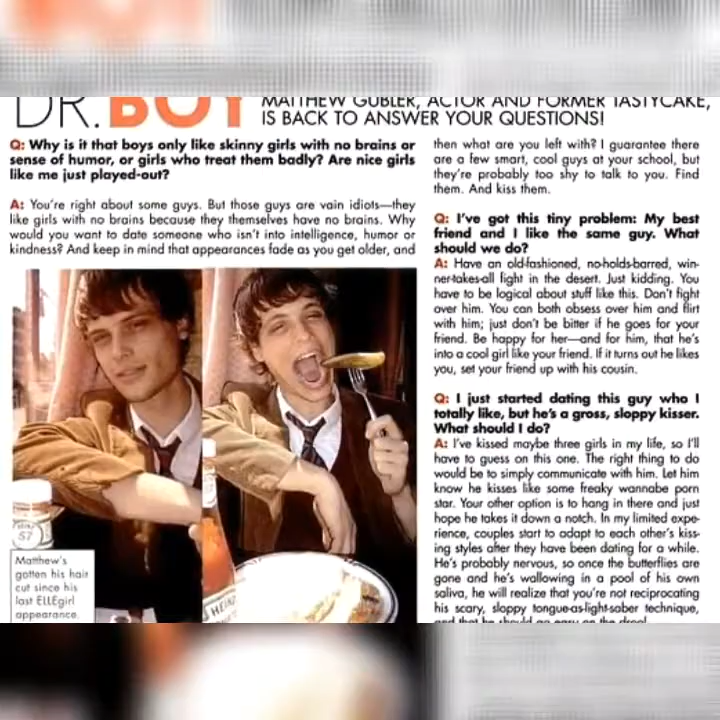 DR. BOY
MATTHEW GUBLER, ACTOR AND FORMER TASTYCAKE,
IS BACK TO ANSWER YOUR QUESTIONS!
Q: Why is it that boys only like skinny girls with no brains or
sense of humor, or girls who treat them badly? Are nice girls
like me just played-out?
A: You're right about some guys. But those guys are vain idiots—they
like girls with no brains because they themselves have no brains. Why
would you want to date someone who isn't into intelligence, humor or
kindness? And keep in mind that appearances fade as you get older, and
57
HEINZ
Matthew's
gotten his hair
cut since his
last ELLEgirl
appearance.
then what are you left with? I guarantee there
are a few smart, cool guys at your school, but
they're probably too shy to talk to you. Find
them. And kiss them.
Q: I've got this tiny problem: My best
friend and I like the same guy. What
should we do?
A: Have an old-fashioned, no-holds-barred, win-
ner-takes-all fight in the desert. Just kidding. You
have to be logical about stuff like this. Don't fight
over him. You can both obsess over him and flirt
with him; just don't be bitter if he goes for your
friend. Be happy for her—and for him, that he's
into a cool girl like your friend. If it turns out he likes
you, set your friend up with his cousin.
Q: I just started dating this guy who I
totally like, but he's a gross, sloppy kisser.
What should I do?
A: I've kissed maybe three girls in my life, so I'll
have to guess on this one. The right thing to do
would be to simply communicate with him. Let him
know he kisses like some freaky wannabe porn
star. Your other option is to hang in there and just
hope he takes it down a notch. In my limited expe-
rience, couples start to adapt to each other's kiss-
ing styles after they have been dating for a while.
He's probably nervous, so once the butterflies are
gone and he's wallowing in a pool of his own
saliva, he will realize that you're not reciprocating
his scary, sloppy tongue-as-light-saber technique,
and that he should go easy on the drool.